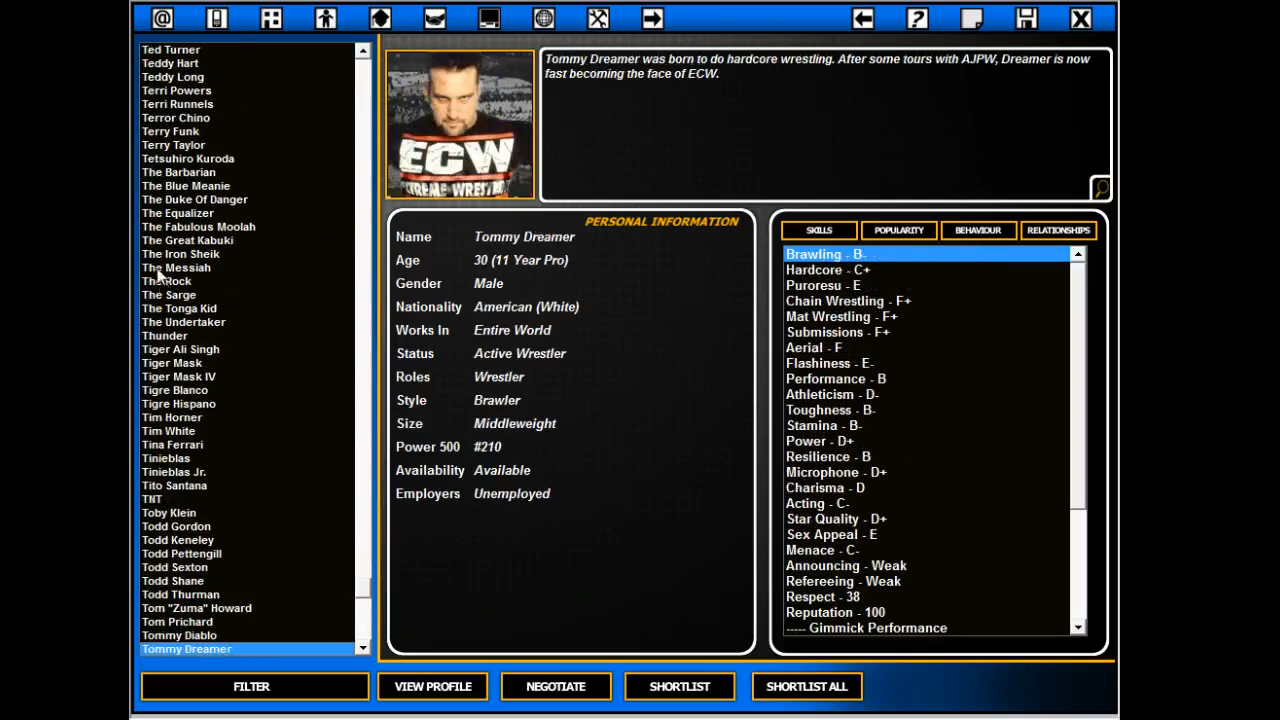 Ted Turner
Teddy Hart
Teddy Long
Terri Powers
Terri Runnels
Terror Chino
Terry Funk
Terry Taylor
Tetsuhiro Kuroda
The Barbarian
The Blue Meanie
The Duke Of Danger
The Equalizer
The Fabulous Moolah
The Great Kabuki
The Iron Sheik
The Messiah
The Rock
The Sarge
The Tonga Kid
The Undertaker
Thunder
Tiger Ali Singh
Tiger Mask
Tiger Mask IV
Tigre Blanco
Tigre Hispano
Tim Horner
Tim White
Tina Ferrari
Tinieblas
Tinieblas Jr.
Tito Santana
TNT
Toby Klein
Todd Gordon
Todd Keneley
Todd Pettengill
Todd Sexton
Todd Shane
Todd Thurman
Tom "Zuma" Howard
Tom Prichard
Tommy Diablo
Tommy Dreamer
ECW
EXTREME WREST
Tommy Dreamer was born to do hardcore wrestling. After some tours with AJPW, Dreamer is now
fast becoming the face of ECW.
PERSONAL INFORMATION
Name Tommy Dreamer
Age 30 (11 Year Pro)
Gender Male
Nationality American (White)
Works In Entire World
Status Active Wrestler
Roles Wrestler
Style Brawler
Size Middleweight
Power 500 #210
Availability Available
Employers Unemployed
SKILLS POPULARITY BEHAVIOUR RELATIONSHIPS
Brawling - B-
Hardcore - C+
Puroresu - E
Chain Wrestling - F+
Mat Wrestling - F+
Submissions - F+
Aerial - F
Flashiness - E-
Performance - B
Athleticism - D-
Toughness - B-
Stamina - B-
Power - D+
Resilience - B
Microphone - D+
Charisma - D
Acting - C-
Star Quality - D+
Sex Appeal - E
Menace - C-
Announcing - Weak
Refereeing - Weak
Respect - 38
Reputation - 100
----- Gimmick Performance
FILTER VIEW PROFILE NEGOTIATE SHORTLIST SHORTLIST ALL